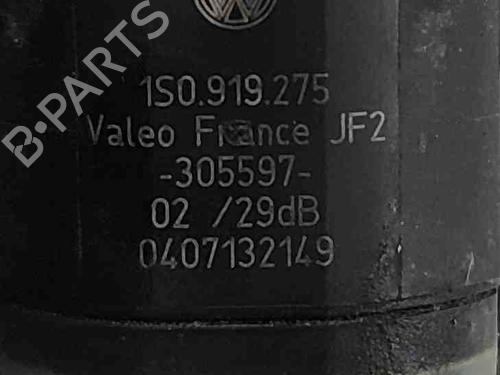 B-PARTS
1S0.919.275
Valeo France JF2
-305597-
02 /29dB
0407132149